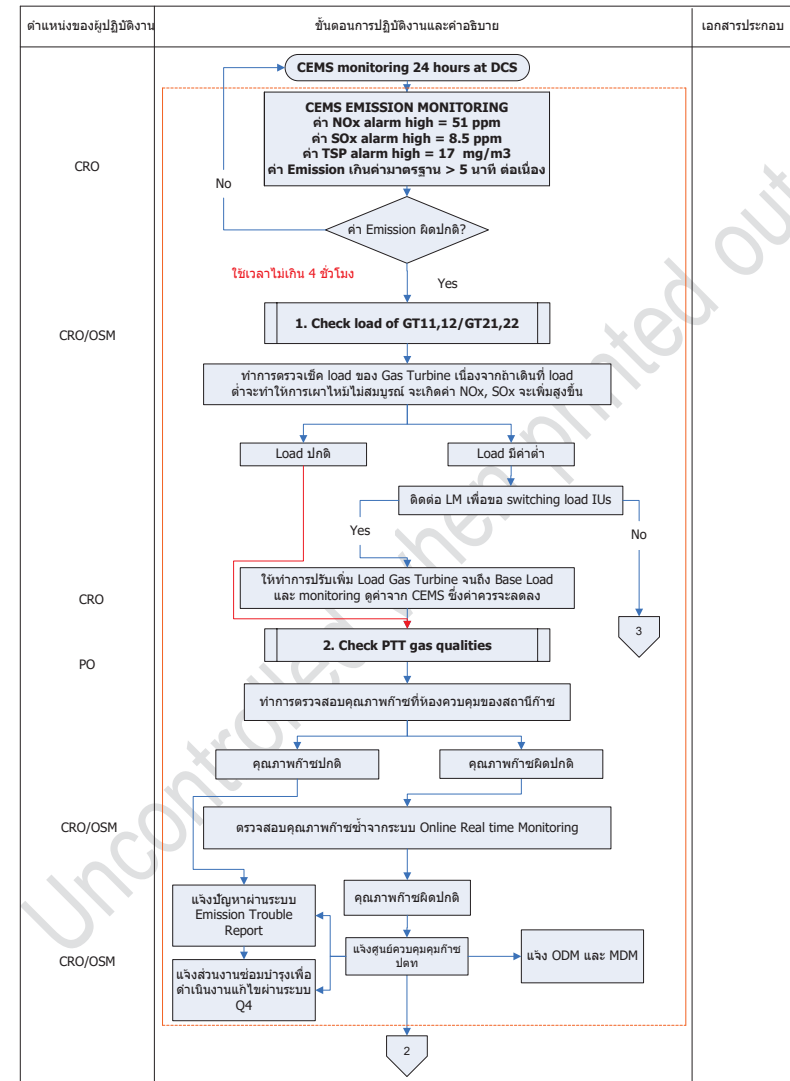 ตำแหน่งของผู้ปฏิบัติงาน
ขั้นตอนการปฏิบัติงานและคำอธิบาย
เอกสารประกอบ
CEMS monitoring 24 hours at DCS
CEMS EMISSION MONITORING
ค่า NOx alarm high = 51 ppm
ค่า SOx alarm high = 8.5 ppm
ค่า TSP alarm high = 17 mg/m3
ค่า Emission เกินค่ามาตรฐาน > 5 นาที ต่อเนื่อง
CRO
No
ค่า Emission ผิดปกติ?
ใช้เวลาไม่เกิน 4 ชั่วโมง
Yes
1. Check load of GT11,12/GT21,22
CRO/OSM
ทำการตรวจเช็ค load ของ Gas Turbine เนื่องจากถ้าเดินที่ load
ต่ำจะทำให้การเผาไหม้ไม่สมบูรณ์ จะเกิดค่า NOx, SOx จะเพิ่มสูงขึ้น
Load ปกติ
Load มีค่าต่ำ
ติดต่อ LM เพื่อขอ switching load IUs
Yes
No
ให้ทำการปรับเพิ่ม Load Gas Turbine จนถึง Base Load
และ monitoring ดูค่าจาก CEMS ซึ่งค่าควรจะลดลง
CRO
3
2. Check PTT gas qualities
PO
ทำการตรวจสอบคุณภาพก๊าซที่ห้องควบคุมของสถานีก๊าซ
คุณภาพก๊าซปกติ
คุณภาพก๊าซผิดปกติ
CRO/OSM
ตรวจสอบคุณภาพก๊าซซ้ำจากระบบ Online Real time Monitoring
แจ้งปัญหาผ่านระบบ
Emission Trouble
Report
คุณภาพก๊าซผิดปกติ
CRO/OSM
แจ้งศูนย์ควบคุมคุมก๊าซ
ปตท
แจ้ง ODM และ MDM
แจ้งส่วนงานซ่อมบำรุงเพื่อ
ดำเนินงานแก้ไขผ่านระบบ
Q4
2
Uncontrolled when printed out